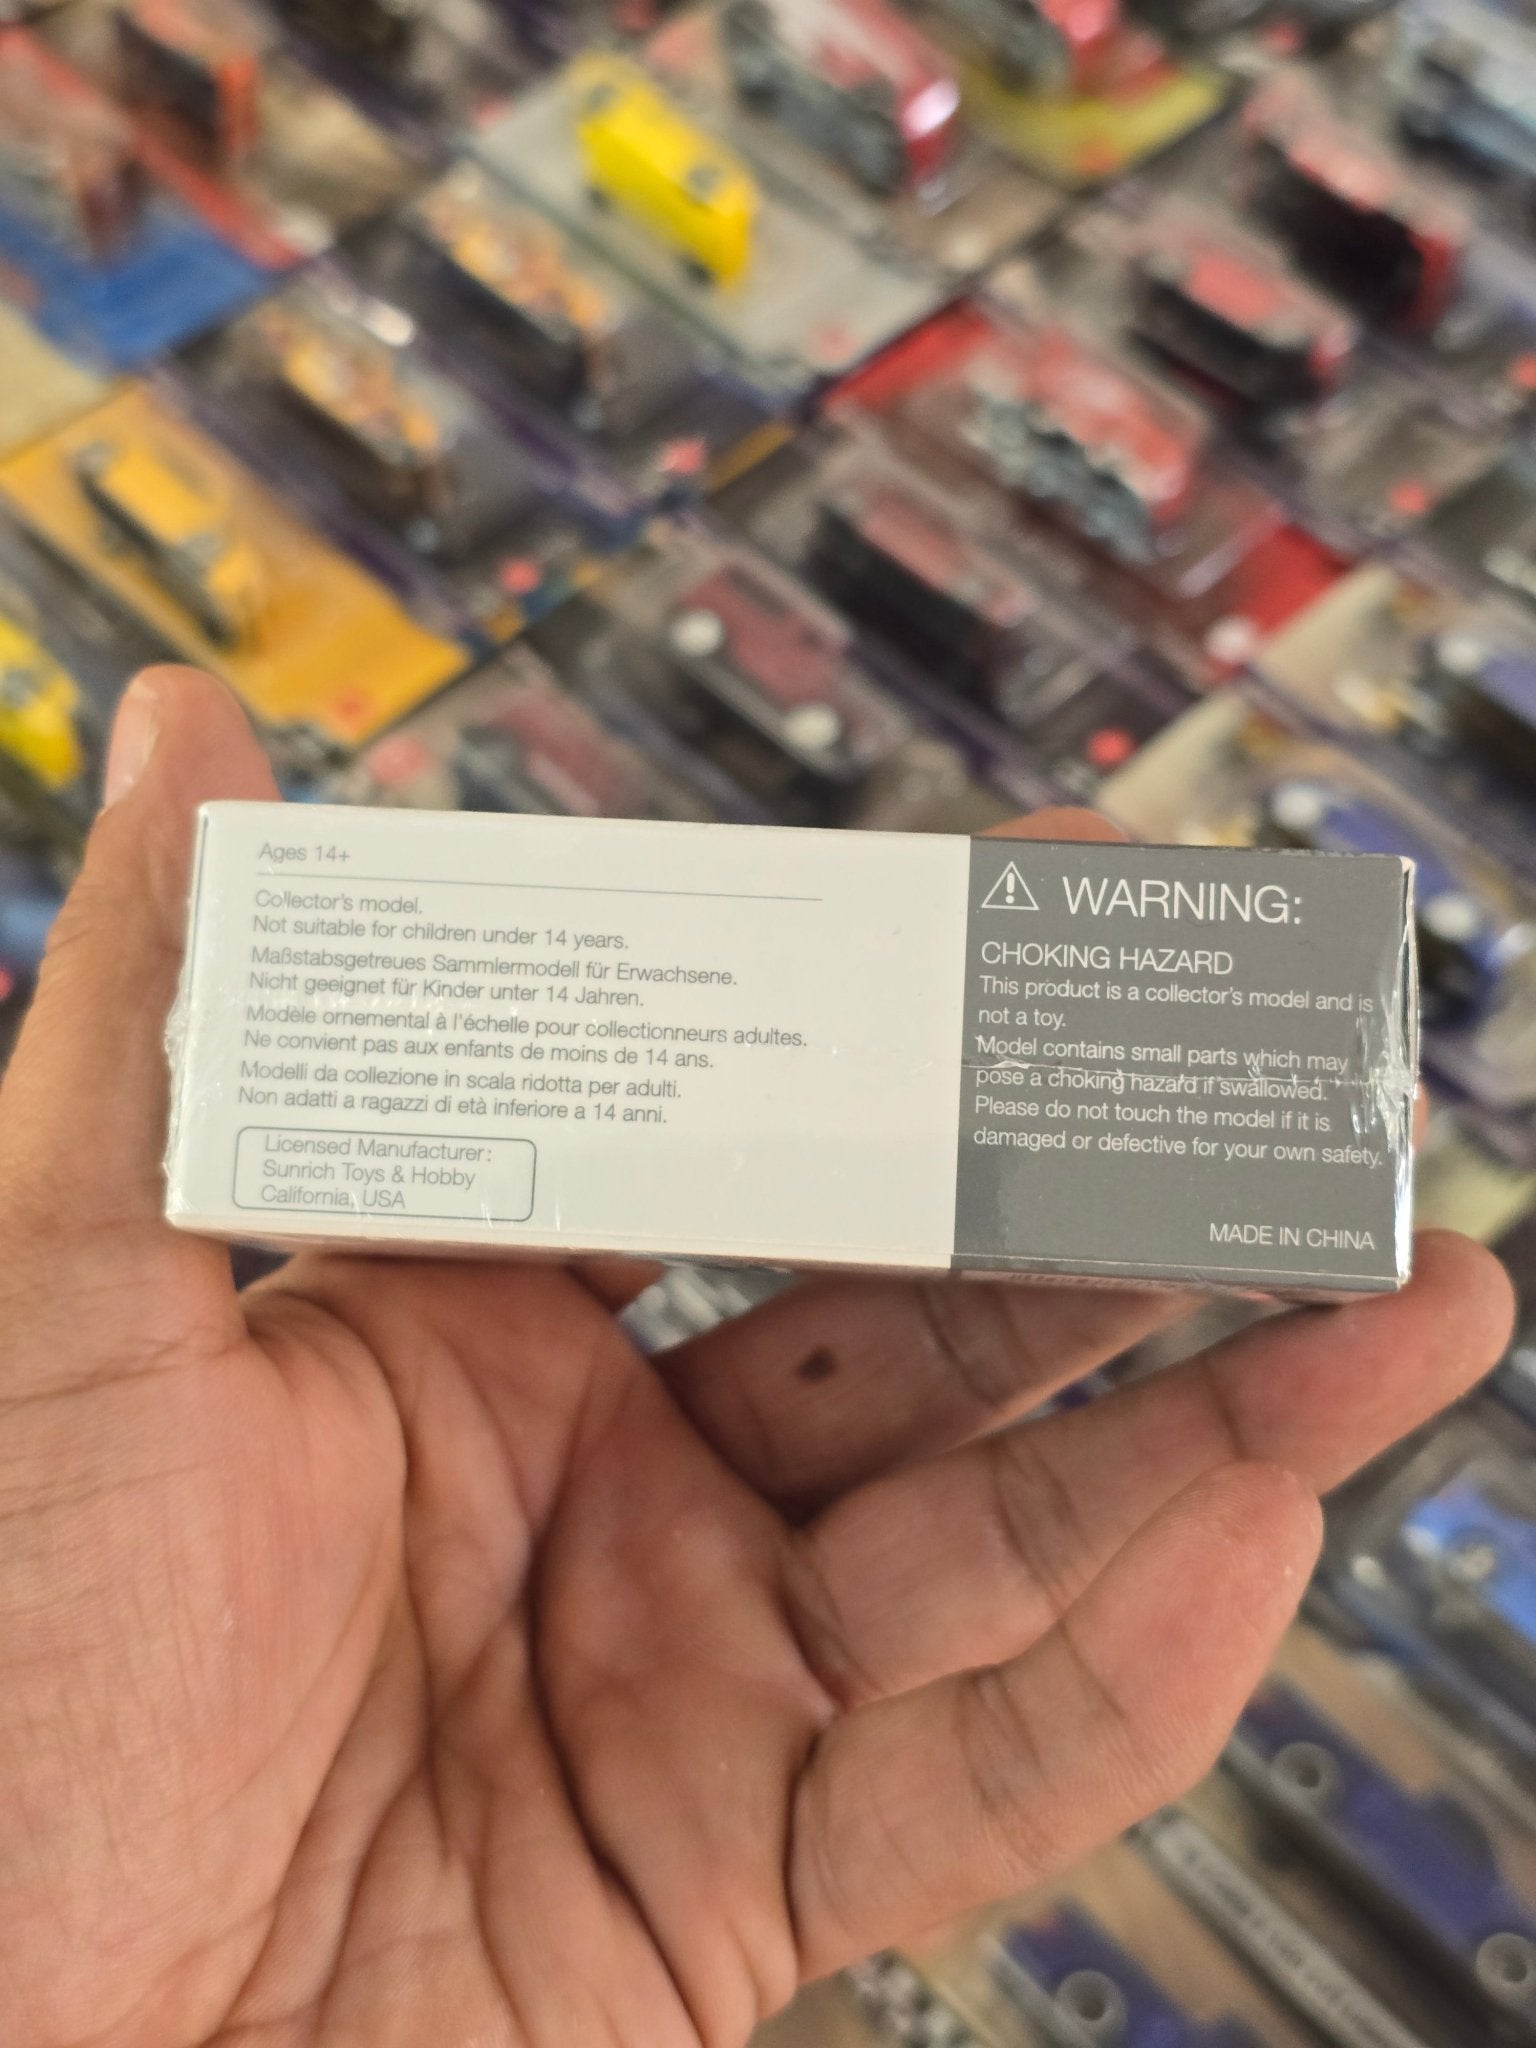 Ages 14+
Collector's model.
Not suitable for children under 14 years.
Maßstabsgetreues Sammlermodell für Erwachsene.
Nicht geeignet für Kinder unter 14 Jahren.
Modèle ornemental à l'échelle pour collectionneurs adultes.
Ne convient pas aux enfants de moins de 14 ans.
Modelli da collezione in scala ridotta per adulti.
Non adatti a ragazzi di età inferiore a 14 anni.
Licensed Manufacturer:
Sunrich Toys & Hobby
California, USA
WARNING:
CHOKING HAZARD
This product is a collector's model and is
not a toy.
Model contains small parts which may
pose a choking hazard if swallowed.
Please do not touch the model if it is
damaged or defective for your own safety.
MADE IN CHINA